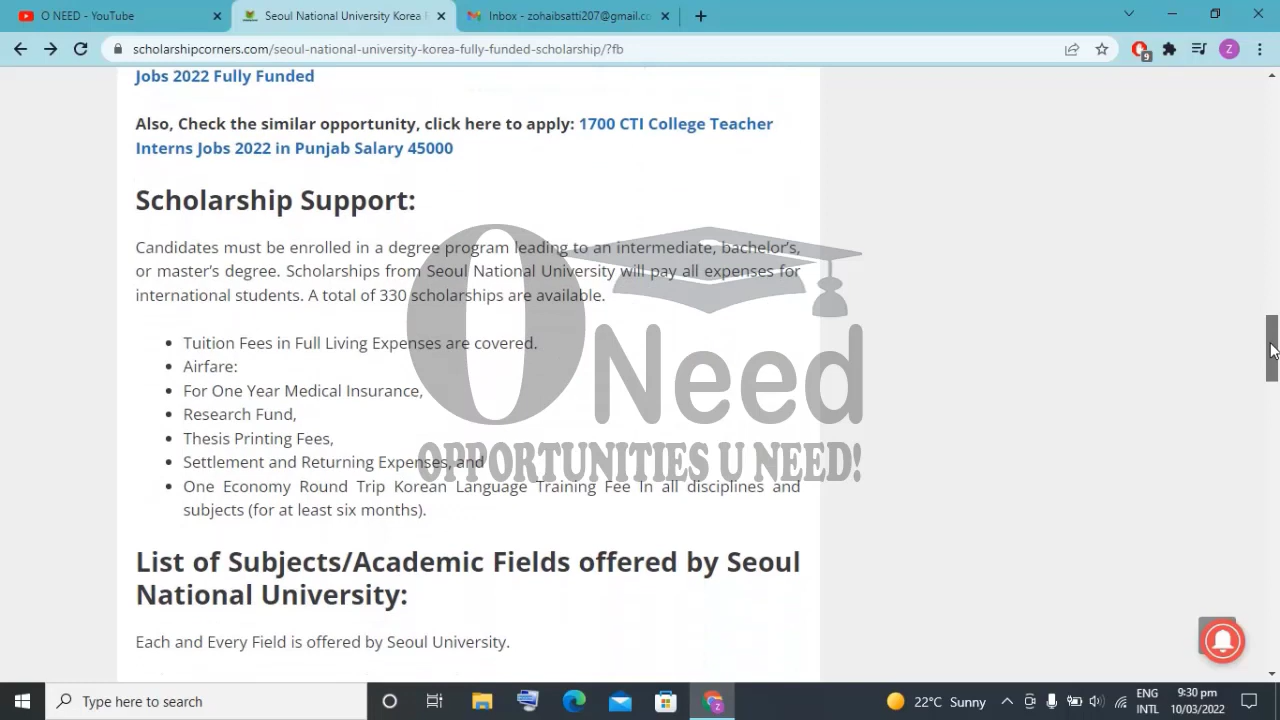 O NEED - YouTube
Seoul National University Korea F
Inbox - zohaibsatti207@gmail.co
scholarshipcorners.com/seoul-national-university-korea-fully-funded-scholarship/?fb
9
Z
Jobs 2022 Fully Funded
Also, Check the similar opportunity, click here to apply: 1700 CTI College Teacher
Interns Jobs 2022 in Punjab Salary 45000
Scholarship Support:
Candidates must be enrolled in a degree program leading to an intermediate, bachelor's,
or master's degree. Scholarships from Seoul National University will pay all expenses for
international students. A total of 330 scholarships are available.
Tuition Fees in Full Living Expenses are covered.
Airfare:
For One Year Medical Insurance,
Research Fund,
Thesis Printing Fees,
Settlement and Returning Expenses, and
One Economy Round Trip Korean Language Training Fee In all disciplines and
subjects (for at least six months).
O Need
OPPORTUNITIES U NEED!
List of Subjects/Academic Fields offered by Seoul
National University:
Each and Every Field is offered by Seoul University.
Type here to search
Z
22°C Sunny
ENG
INTL
9:30 pm
10/03/2022